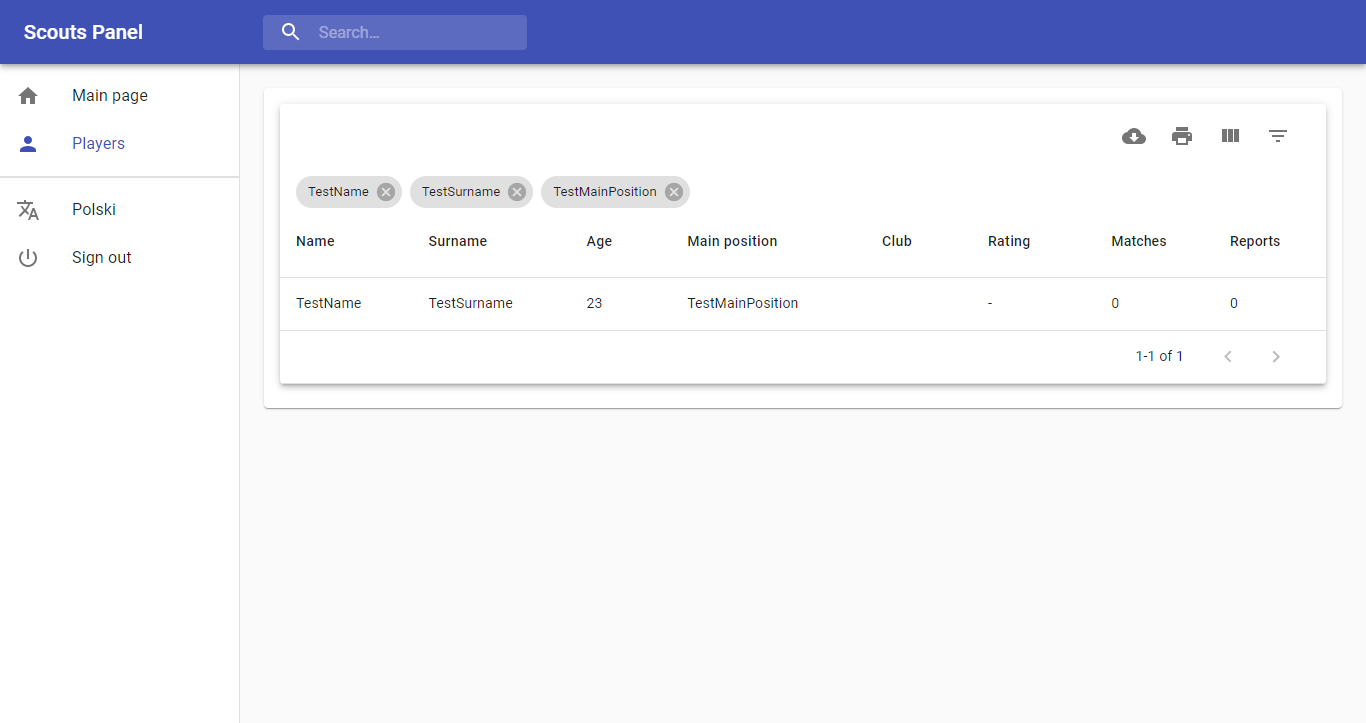 Scouts Panel
Search...
Main page
Players
Polski
Sign out
TestName TestSurname TestMainPosition
Name Surname Age Main position Club Rating Matches Reports
TestName TestSurname 23 TestMainPosition - 0 0
1-1 of 1